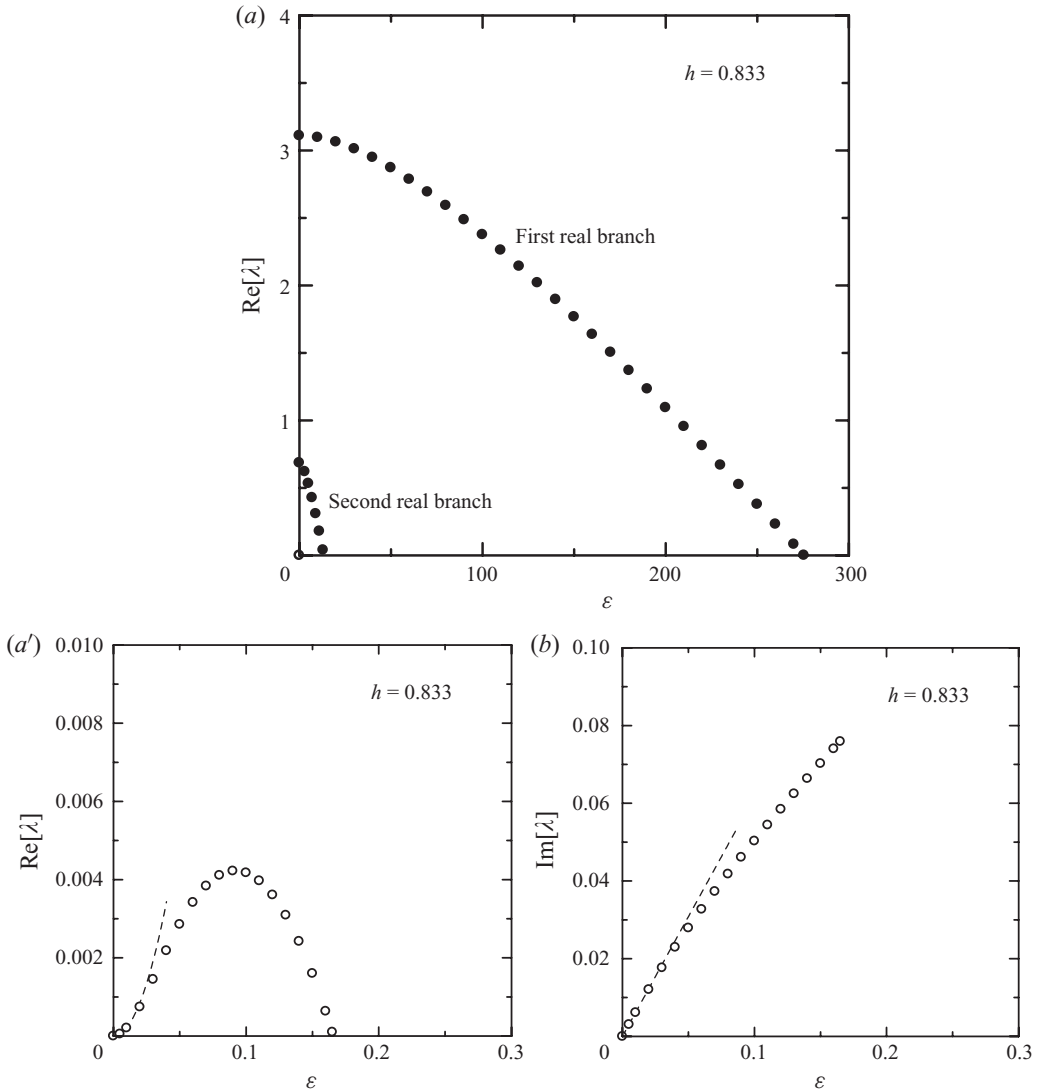 (a)
4
h = 0.833
3
First real branch
Re[λ]
2
1
Second real branch
0
100
200
300
ε
(a′)
0.010
h = 0.833
0.008
0.006
Re[λ]
0.004
0.002
0
0.1
0.2
0.3
ε
(b)
0.10
h = 0.833
0.08
0.06
Im[λ]
0.04
0.02
0
0.1
0.2
0.3
ε